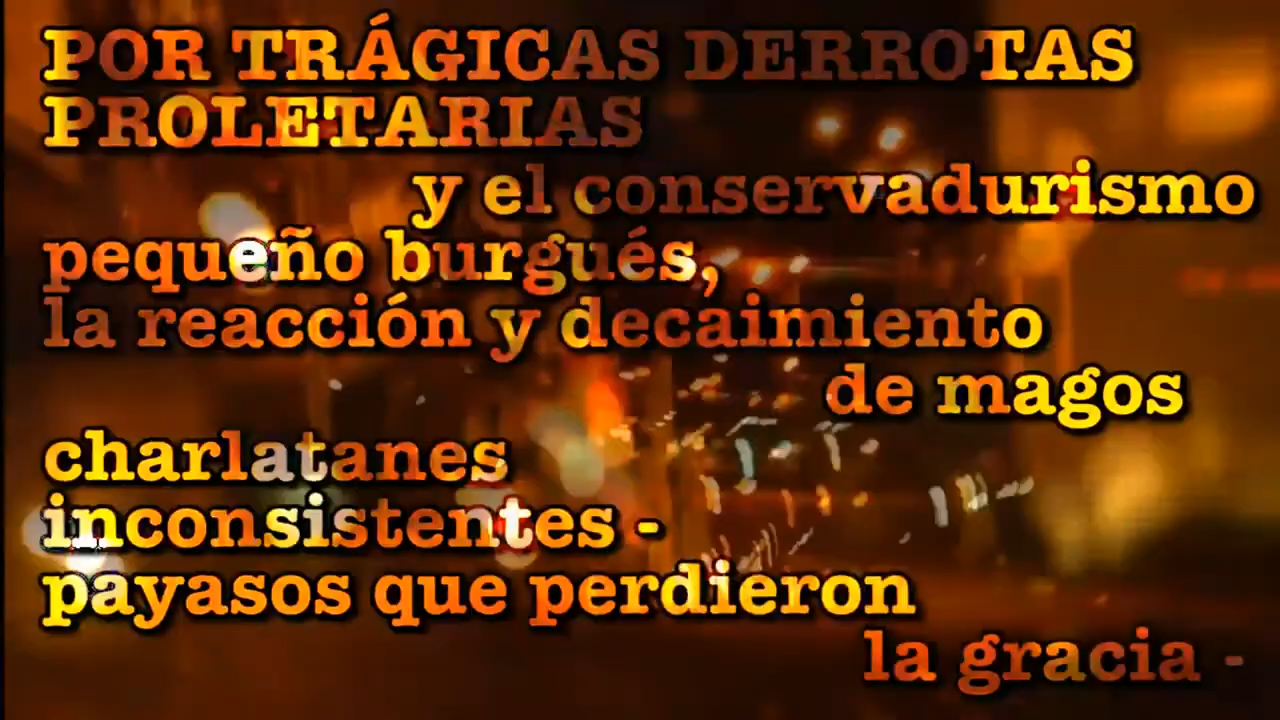 POR TRÁGICAS DERROTAS
PROLETARIAS
y el conservadurismo
pequeño burgués,
la reacción y decaimiento
de magos
charlatanes
inconsistentes -
payasos que perdieron
la gracia -